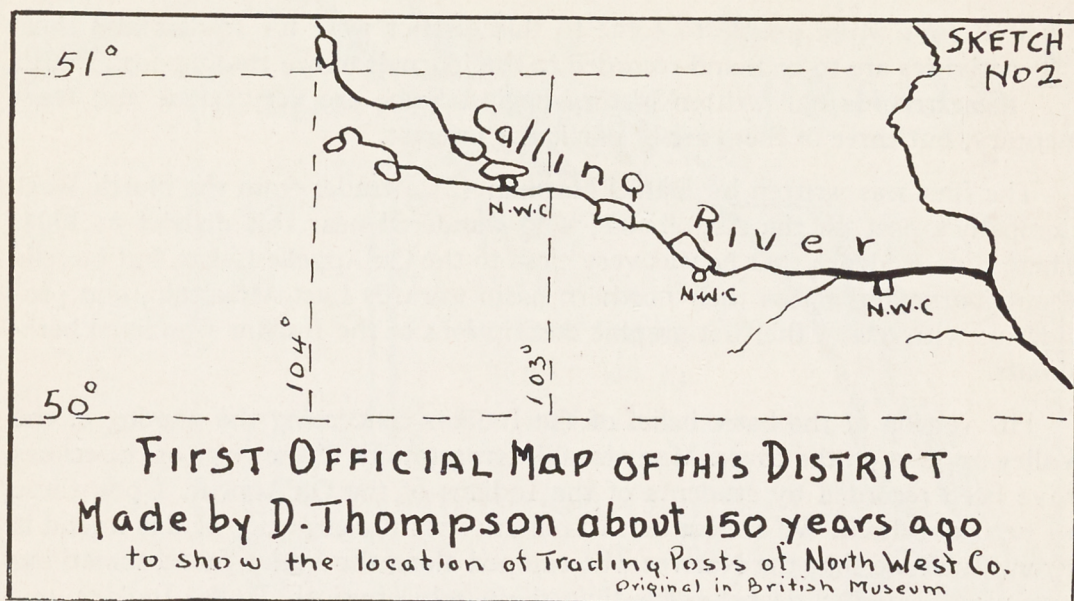 SKETCH
No2
51°
Calling
River
N.W.C
N.W.C
N.W.C
104°
103°
50°
FIRST OFFICIAL MAP OF THIS DISTRICT
Made by D. Thompson about 150 years ago
to show the location of Trading Posts of North West Co.
Original in British Museum